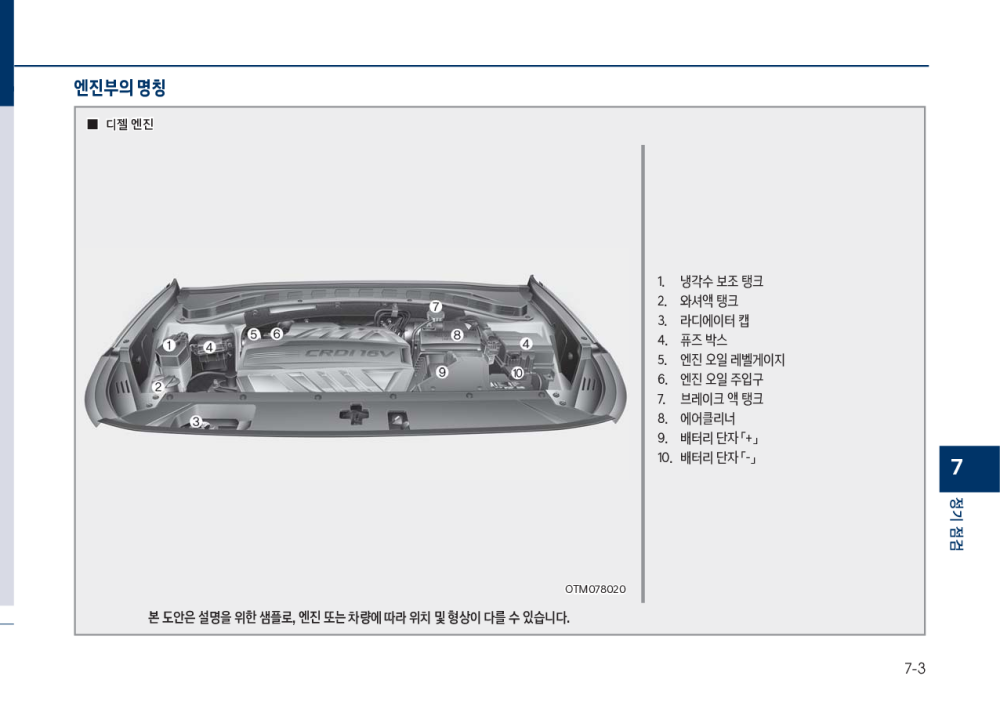 엔진부의 명칭
■ 디젤 엔진
1
2
3
4
5
6
7
8
4
9
10
CRDi 16V
1. 냉각수 보조 탱크
2. 와셔액 탱크
3. 라디에이터 캡
4. 퓨즈 박스
5. 엔진 오일 레벨게이지
6. 엔진 오일 주입구
7. 브레이크 액 탱크
8. 에어클리너
9. 배터리 단자「+」
10. 배터리 단자「-」
OTM078020
본 도안은 설명을 위한 샘플로, 엔진 또는 차량에 따라 위치 및 형상이 다를 수 있습니다.
7
정기 점검
7-3